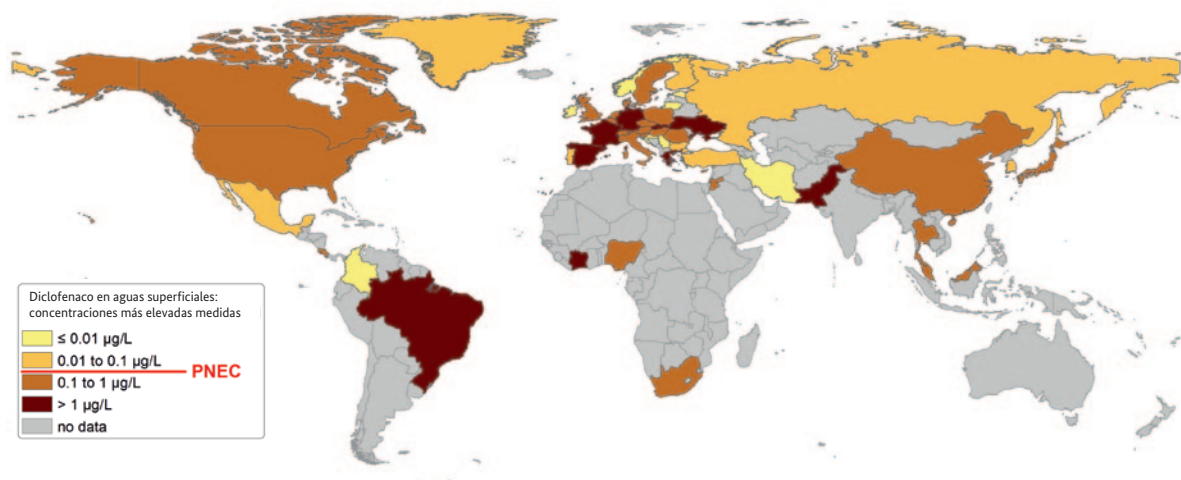 Diclofenaco en aguas superficiales:
concentraciones más elevadas medidas
≤ 0.01 µg/L
0.01 to 0.1 µg/L
PNEC
0.1 to 1 µg/L
> 1 µg/L
no data